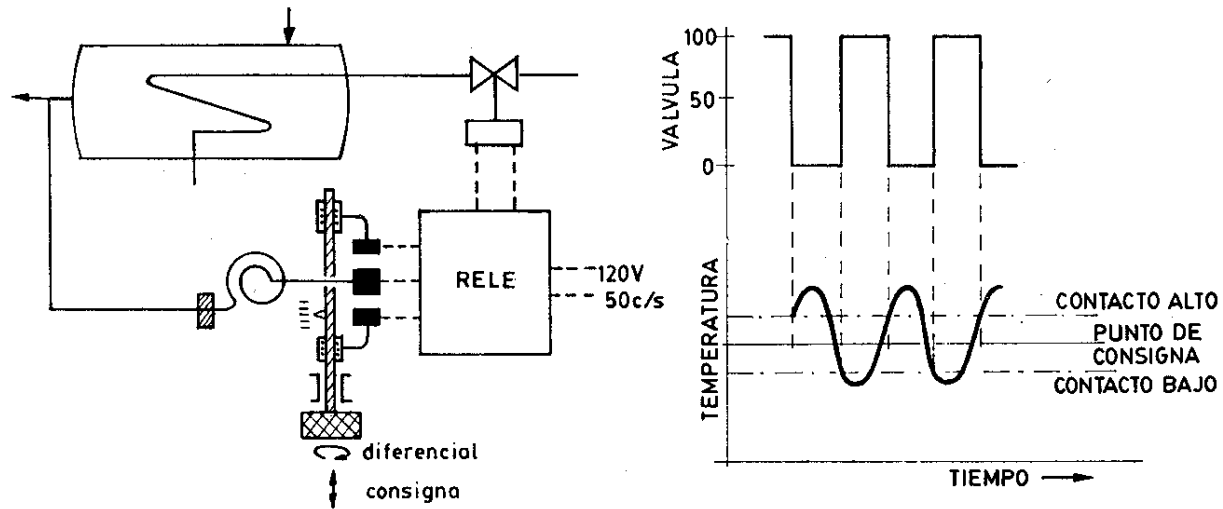 RELE
120V
50c/s
diferencial
consigna
VALVULA
100
50
0
TEMPERATURA
CONTACTO ALTO
PUNTO DE
CONSIGNA
CONTACTO BAJO
TIEMPO